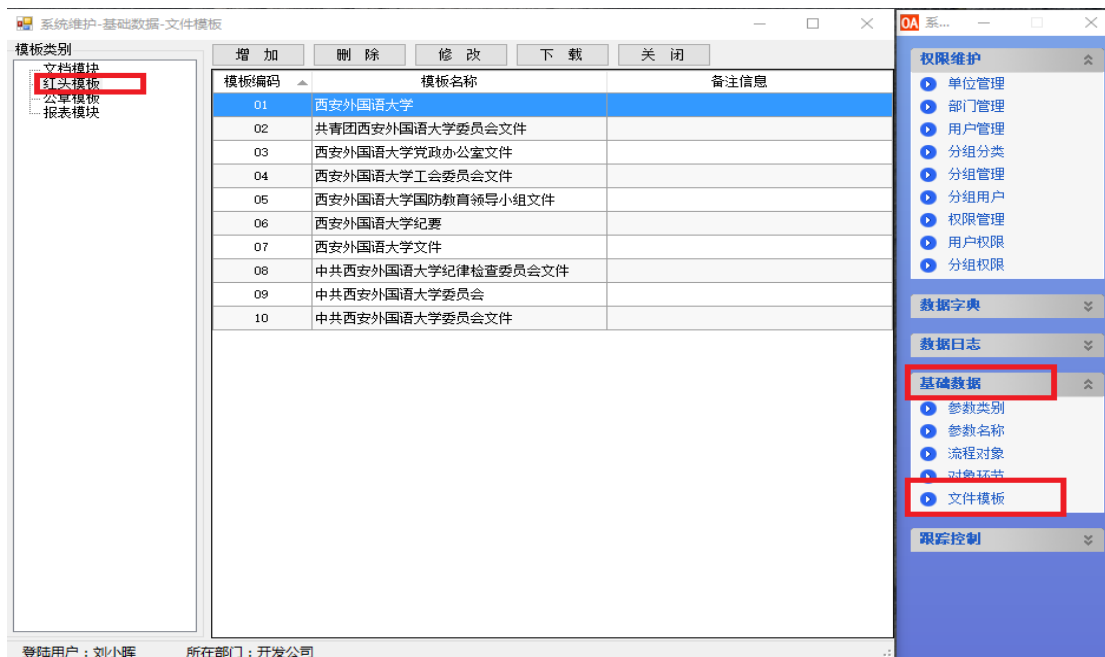 系统维护-基础数据-文件模板
模板类别
文档模块
红头模板
公章模板
报表模块
增 加
删 除
修 改
下 载
关 闭
模板编码 模板名称 备注信息
01 西安外国语大学
02 共青团西安外国语大学委员会文件
03 西安外国语大学党政办公室文件
04 西安外国语大学工会委员会文件
05 西安外国语大学国防教育领导小组文件
06 西安外国语大学纪要
07 西安外国语大学文件
08 中共西安外国语大学纪律检查委员会文件
09 中共西安外国语大学委员会
10 中共西安外国语大学委员会文件
登陆用户：刘小晖 所在部门：开发公司
OA 系...
权限维护
单位管理
部门管理
用户管理
分组分类
分组管理
分组用户
权限管理
用户权限
分组权限
数据字典
数据日志
基础数据
参数类别
参数名称
流程对象
对象环节
文件模板
跟踪控制